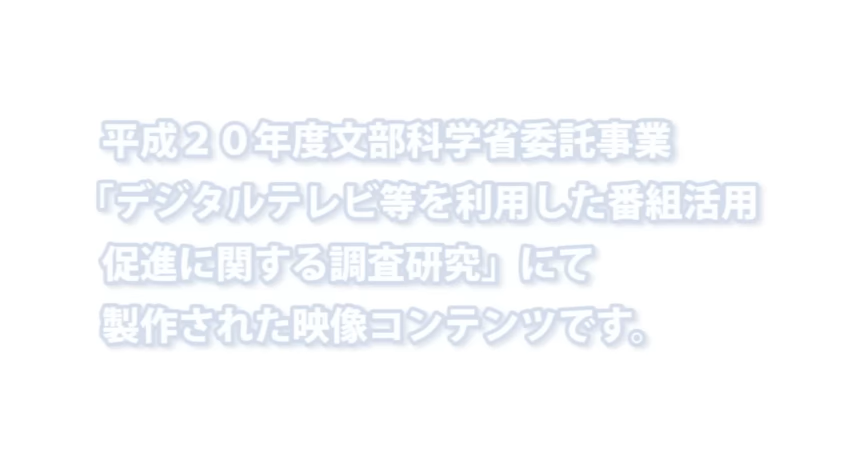 平成２０年度文部科学省委託事業
「デジタルテレビ等を利用した番組活用
促進に関する調査研究」にて
製作された映像コンテンツです。